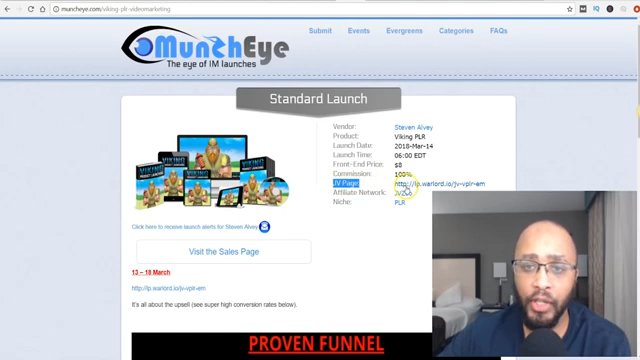 muncheye.com/viking-plr-videomarketing
MunchEye
The eye of IM launches
Submit Events Evergreens Categories FAQs
Standard Launch
Vendor: Steven Alvey
Product: Viking PLR
Launch Date: 2018-Mar-14
Launch Time: 06:00 EDT
Front-End Price: $8
Commission: 100%
JV Page: http://lp.warlord.io/jv-vplr-em
Affiliate Network: JVZoo
Niche: PLR
VIKING
Click here to receive launch alerts for Steven Alvey
Visit the Sales Page
13 – 18 March
http://lp.warlord.io/jv-vplr-em
It's all about the upsell (see super high conversion rates below).
PROVEN FUNNEL